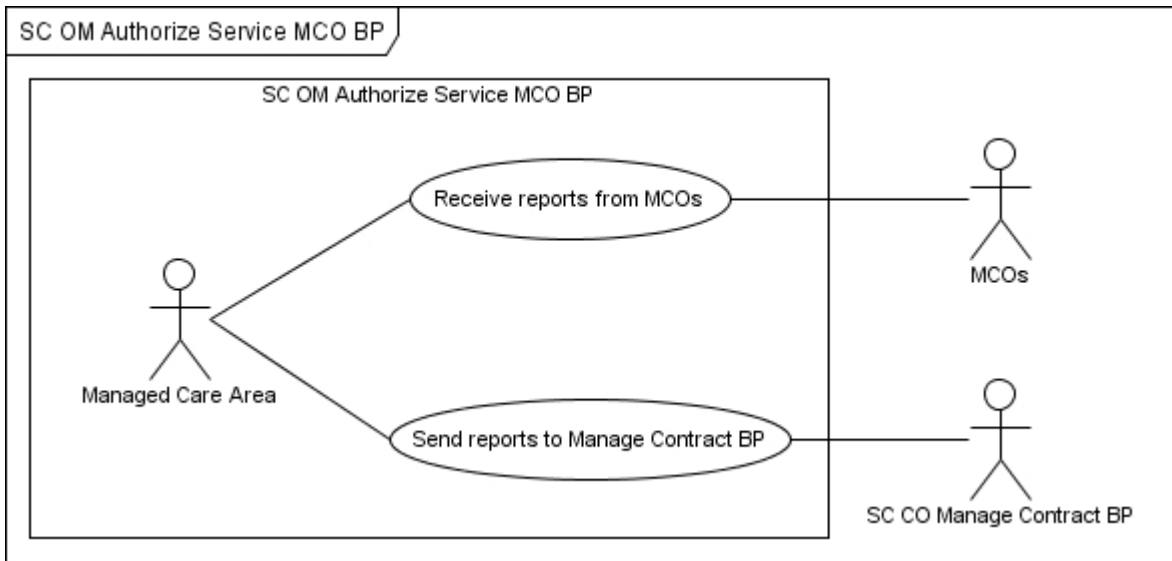 SC OM Authorize Service MCO BP
SC OM Authorize Service MCO BP
Receive reports from MCOs
MCOs
Managed Care Area
Send reports to Manage Contract BP
SC CO Manage Contract BP